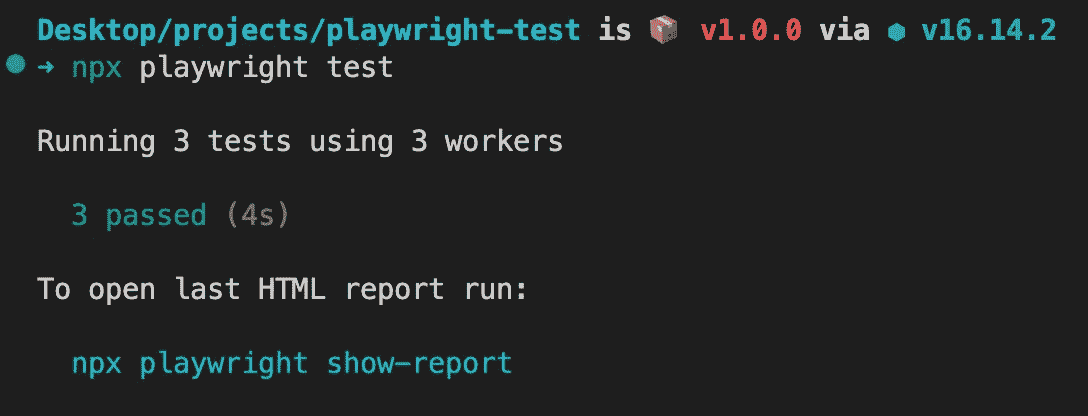 Desktop/projects/playwright-test is 📦 v1.0.0 via ⬢ v16.14.2
→ npx playwright test
Running 3 tests using 3 workers
3 passed (4s)
To open last HTML report run:
npx playwright show-report